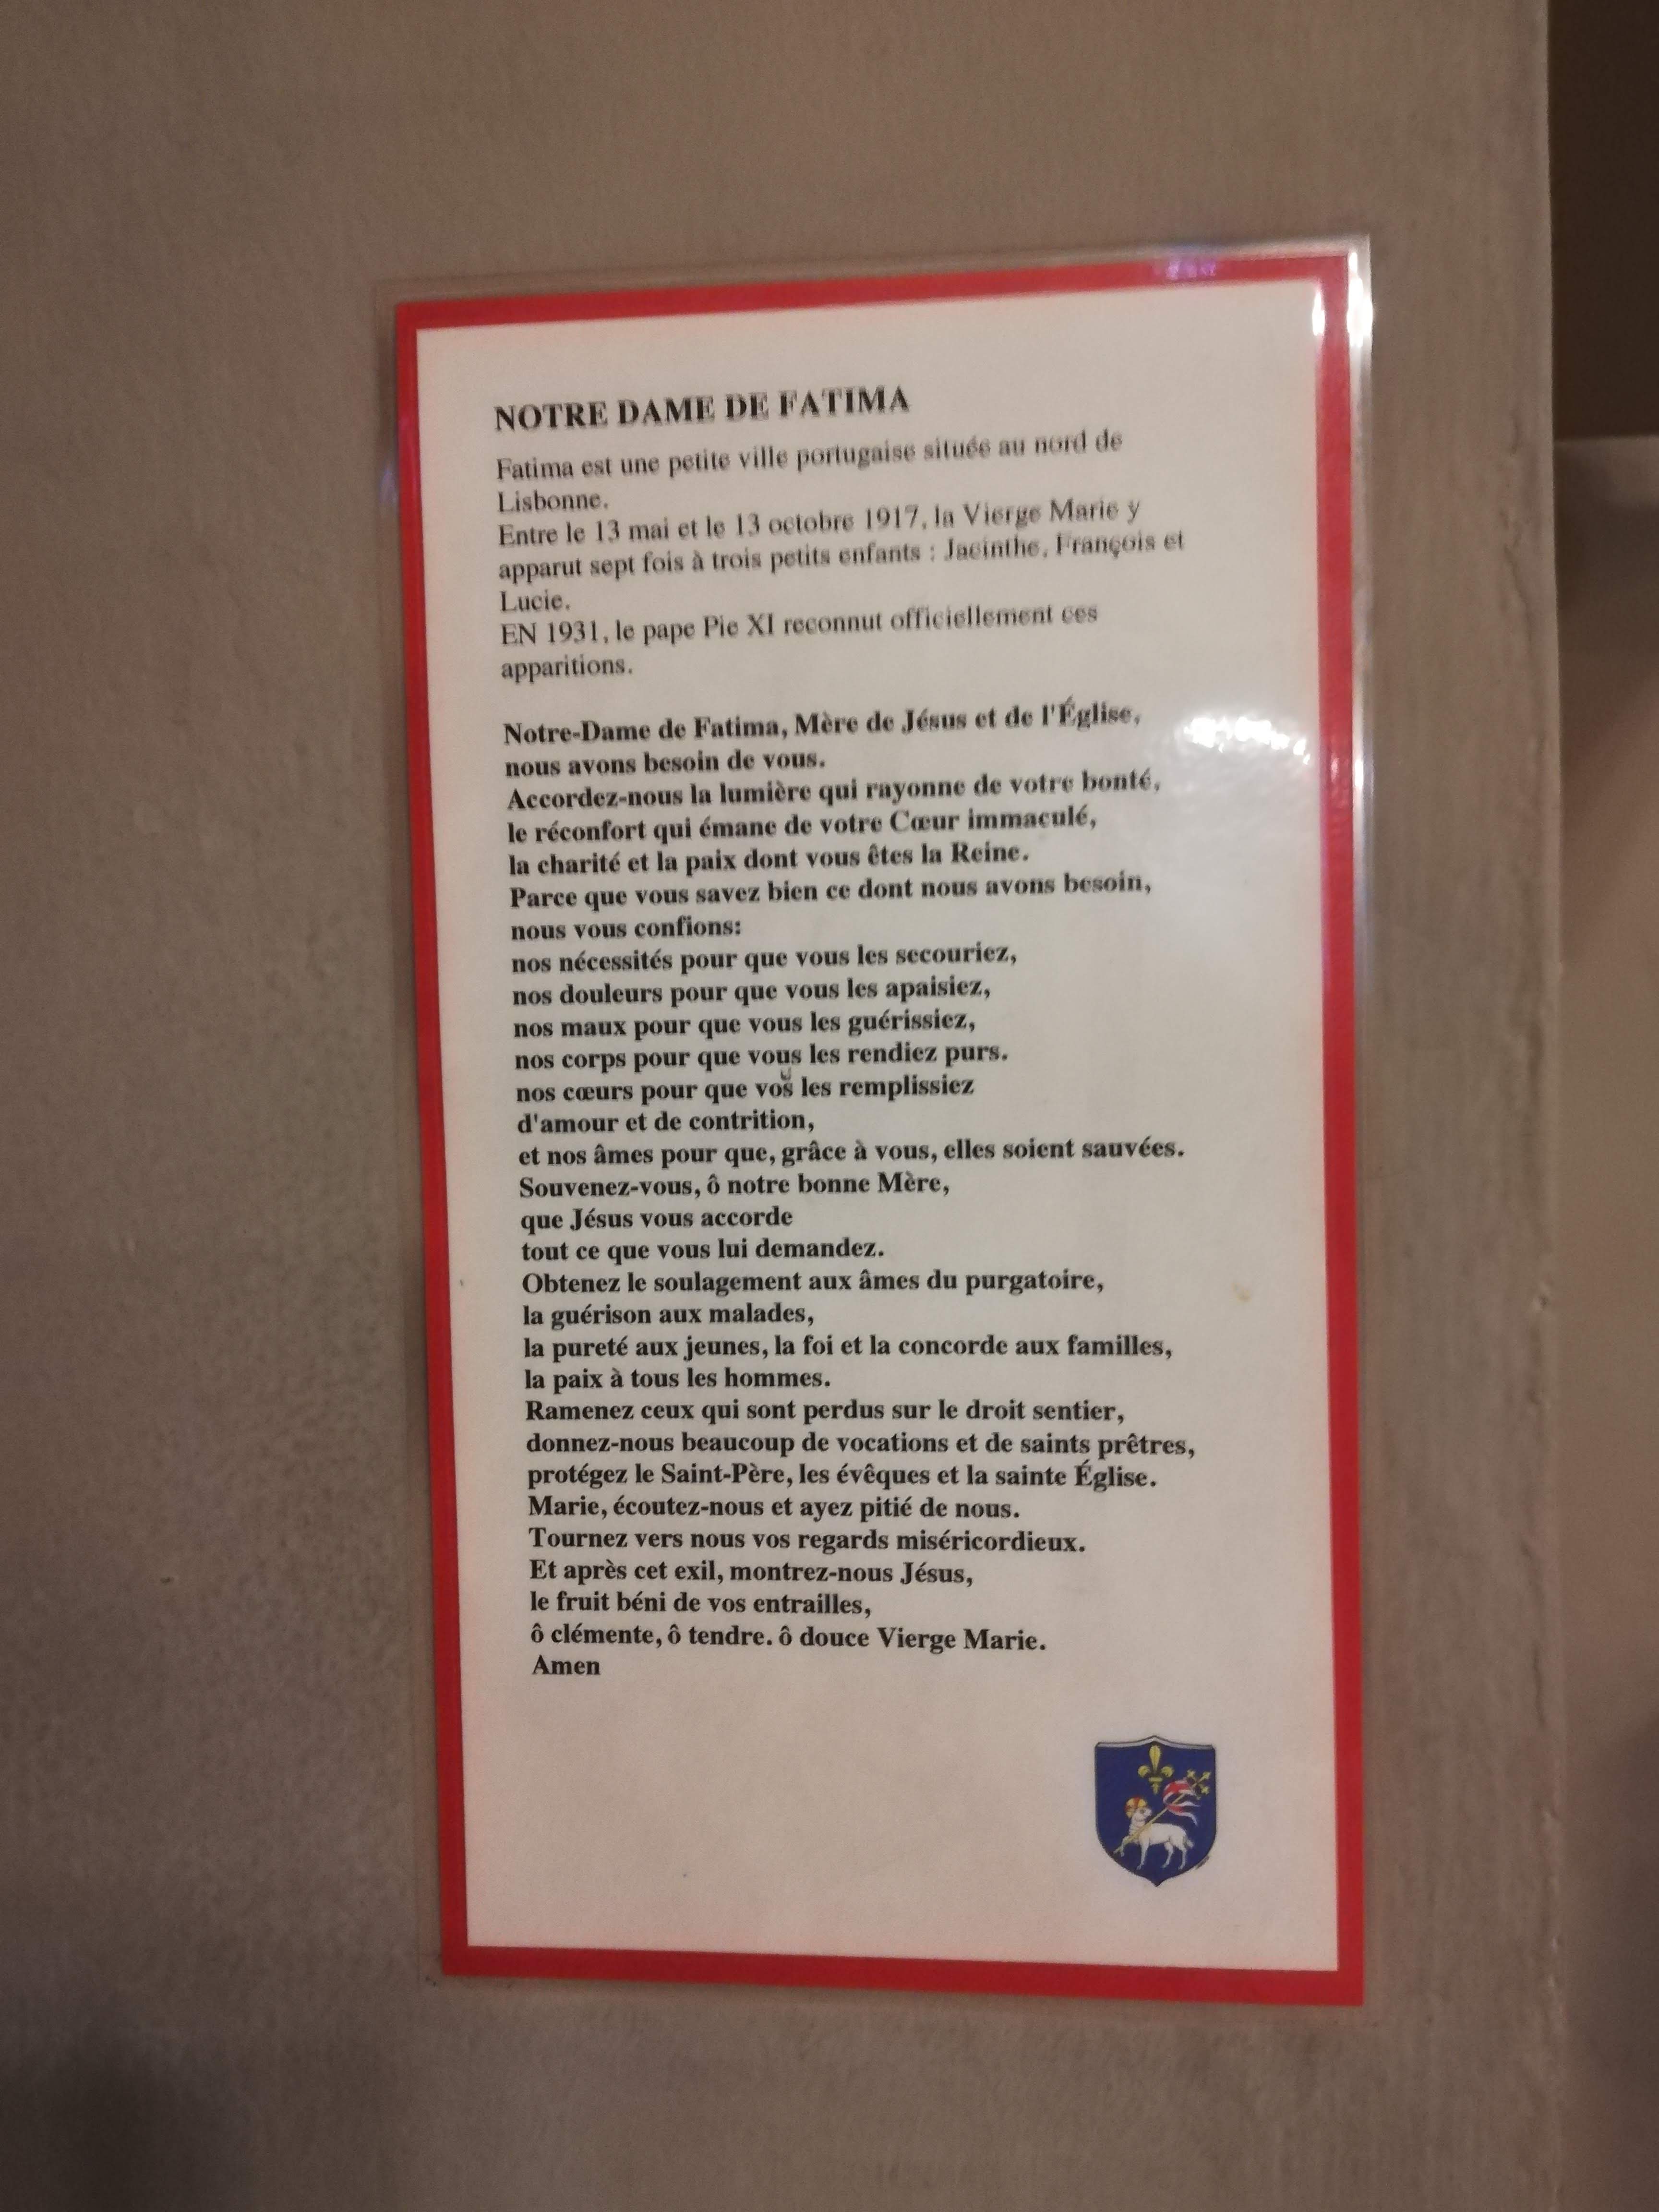 NOTRE DAME DE FATIMA
Fatima est une petite ville portugaise située au nord de
Lisbonne.
Entre le 13 mai et le 13 octobre 1917, la Vierge Marie y
apparut sept fois à trois petits enfants : Jacinthe, François et
Lucie.
EN 1931, le pape Pie XI reconnut officiellement ces
apparitions.
Notre-Dame de Fatima, Mère de Jésus et de l'Église,
nous avons besoin de vous.
Accordez-nous la lumière qui rayonne de votre bonté,
le réconfort qui émane de votre Cœur immaculé,
la charité et la paix dont vous êtes la Reine.
Parce que vous savez bien ce dont nous avons besoin,
nous vous confions:
nos nécessités pour que vous les secouriez,
nos douleurs pour que vous les apaisiez,
nos maux pour que vous les guérissiez,
nos corps pour que vous les rendiez purs.
nos cœurs pour que vos les remplissiez
d'amour et de contrition,
et nos âmes pour que, grâce à vous, elles soient sauvées.
Souvenez-vous, ô notre bonne Mère,
que Jésus vous accorde
tout ce que vous lui demandez.
Obtenez le soulagement aux âmes du purgatoire,
la guérison aux malades,
la pureté aux jeunes, la foi et la concorde aux familles,
la paix à tous les hommes.
Ramenez ceux qui sont perdus sur le droit sentier,
donnez-nous beaucoup de vocations et de saints prêtres,
protégez le Saint-Père, les évêques et la sainte Église.
Marie, écoutez-nous et ayez pitié de nous.
Tournez vers nous vos regards miséricordieux.
Et après cet exil, montrez-nous Jésus,
le fruit béni de vos entrailles,
ô clémente, ô tendre. ô douce Vierge Marie.
Amen